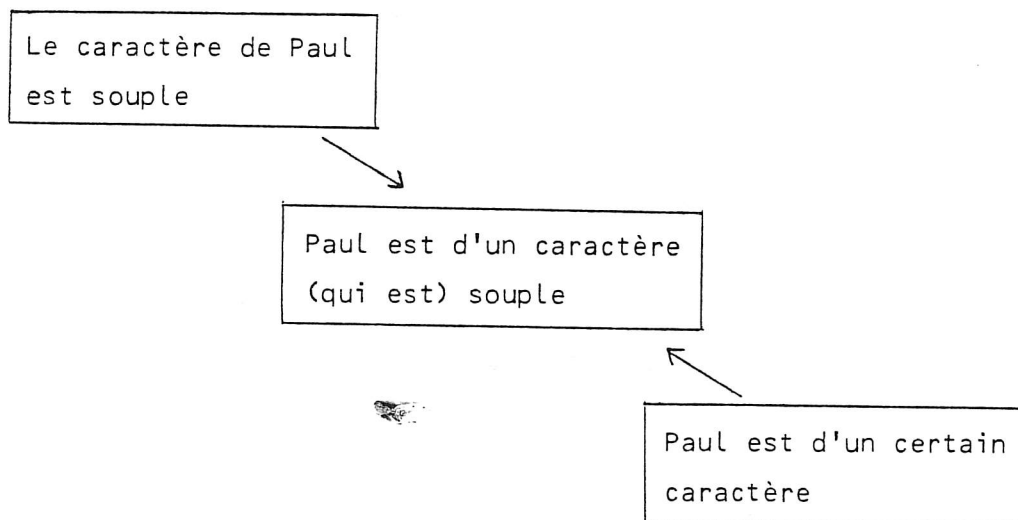 Le caractère de Paul
est souple
Paul est d'un caractère
(qui est) souple
Paul est d'un certain
caractère